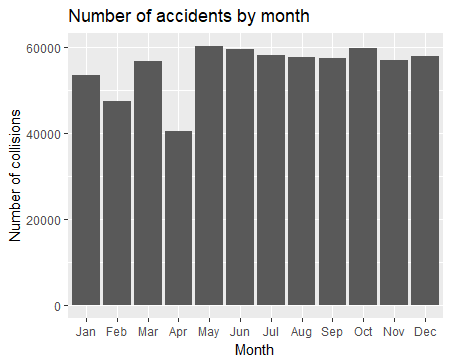 Number of accidents by month
Number of collisions
60000
40000
20000
0
Jan Feb Mar Apr May Jun Jul Aug Sep Oct Nov Dec
Month